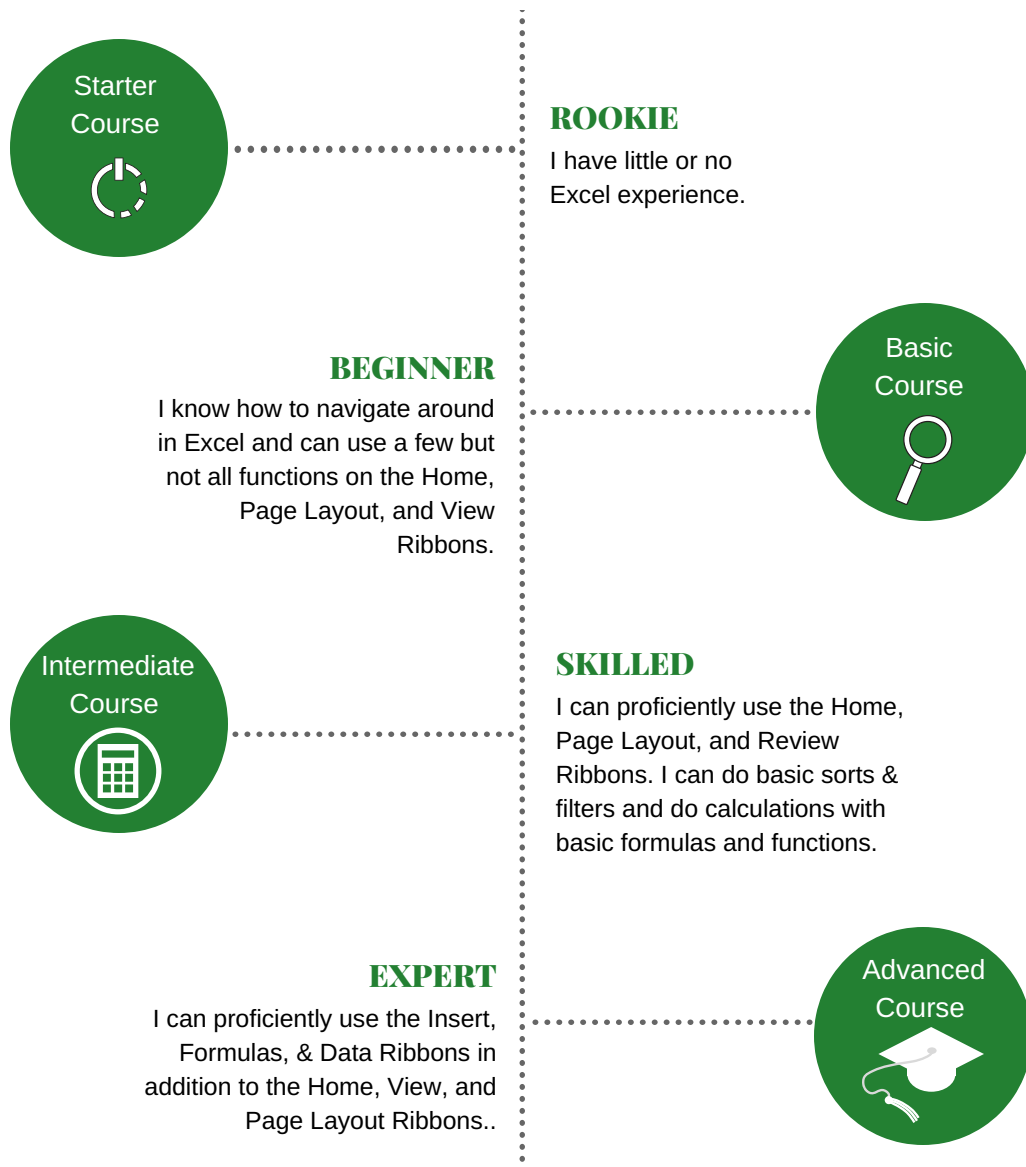 Starter
Course
ROOKIE
I have little or no
Excel experience.
Basic
Course
BEGINNER
I know how to navigate around
in Excel and can use a few but
not all functions on the Home,
Page Layout, and View
Ribbons.
Intermediate
Course
SKILLED
I can proficiently use the Home,
Page Layout, and Review
Ribbons. I can do basic sorts &
filters and do calculations with
basic formulas and functions.
Advanced
Course
EXPERT
I can proficiently use the Insert,
Formulas, & Data Ribbons in
addition to the Home, View, and
Page Layout Ribbons..